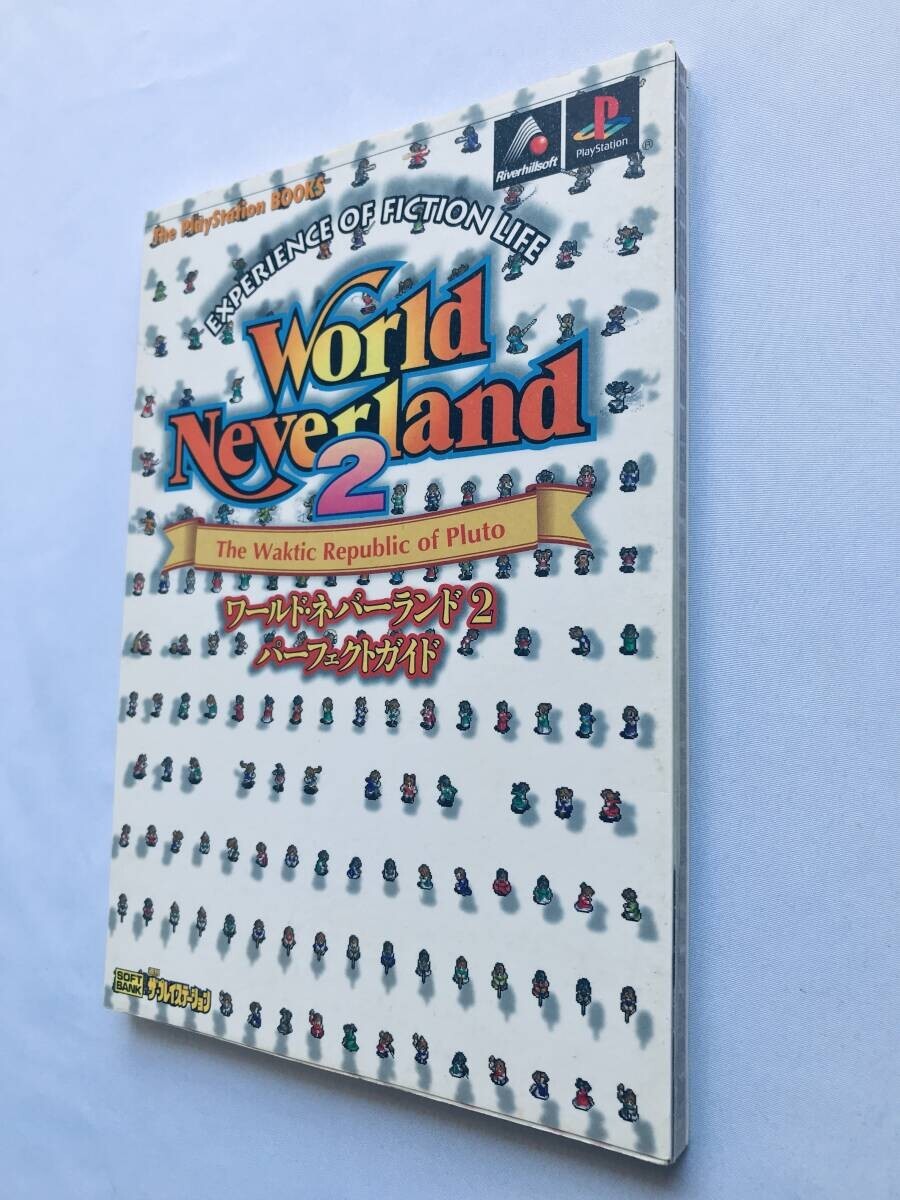 Riverhillsoft
PlayStation
®
The PlayStation BOOKS
EXPERIENCE OF FICTION LIFE
World
Neverland
2
The Waktic Republic of Pluto
ワールド・ネバーランド2
パーフェクトガイド
SOFT
BANK
ザ・プレイステーション